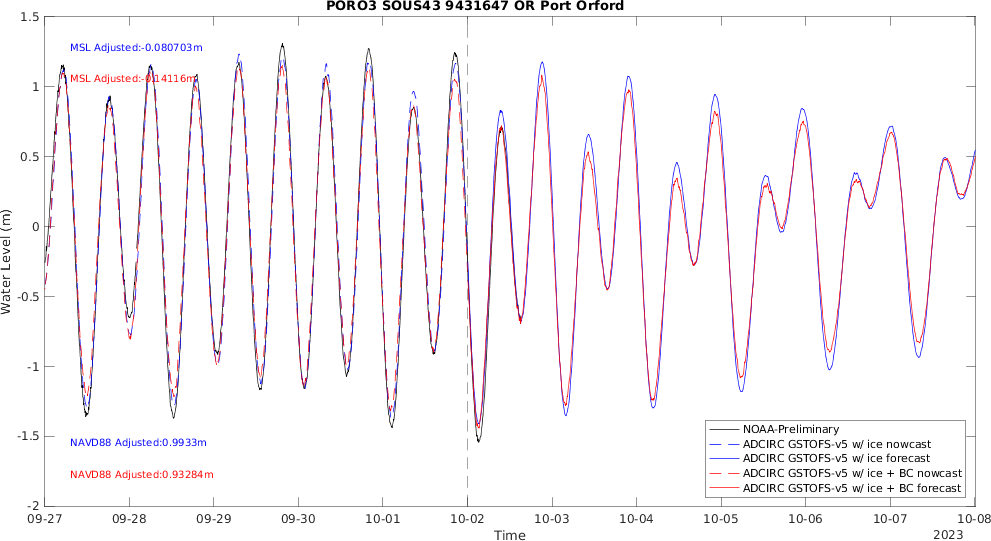 PORO3 SOUS43 9431647 OR Port Orford
MSL Adjusted:-0.080703m
MSL Adjusted:-0.14116m
NAVD88 Adjusted:0.9933m
NAVD88 Adjusted:0.93284m
Water Level (m)
1.5
1
0.5
0
-0.5
-1
-1.5
-2
NOAA-Preliminary
ADCIRC GSTOFS-v5 w/ ice nowcast
ADCIRC GSTOFS-v5 w/ ice forecast
ADCIRC GSTOFS-v5 w/ ice + BC nowcast
ADCIRC GSTOFS-v5 w/ ice + BC forecast
09-27 09-28 09-29 09-30 10-01 10-02 10-03 10-04 10-05 10-06 10-07 10-08
Time
2023